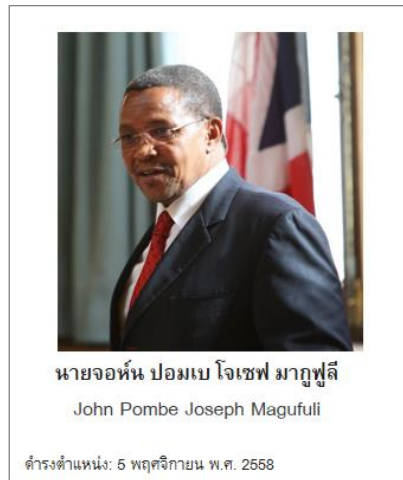 นายจอห์น ปอมเบ โจเซฟ มากูฟูลี
John Pombe Joseph Magufuli
ดำรงตำแหน่ง: 5 พฤศจิกายน พ.ศ. 2558